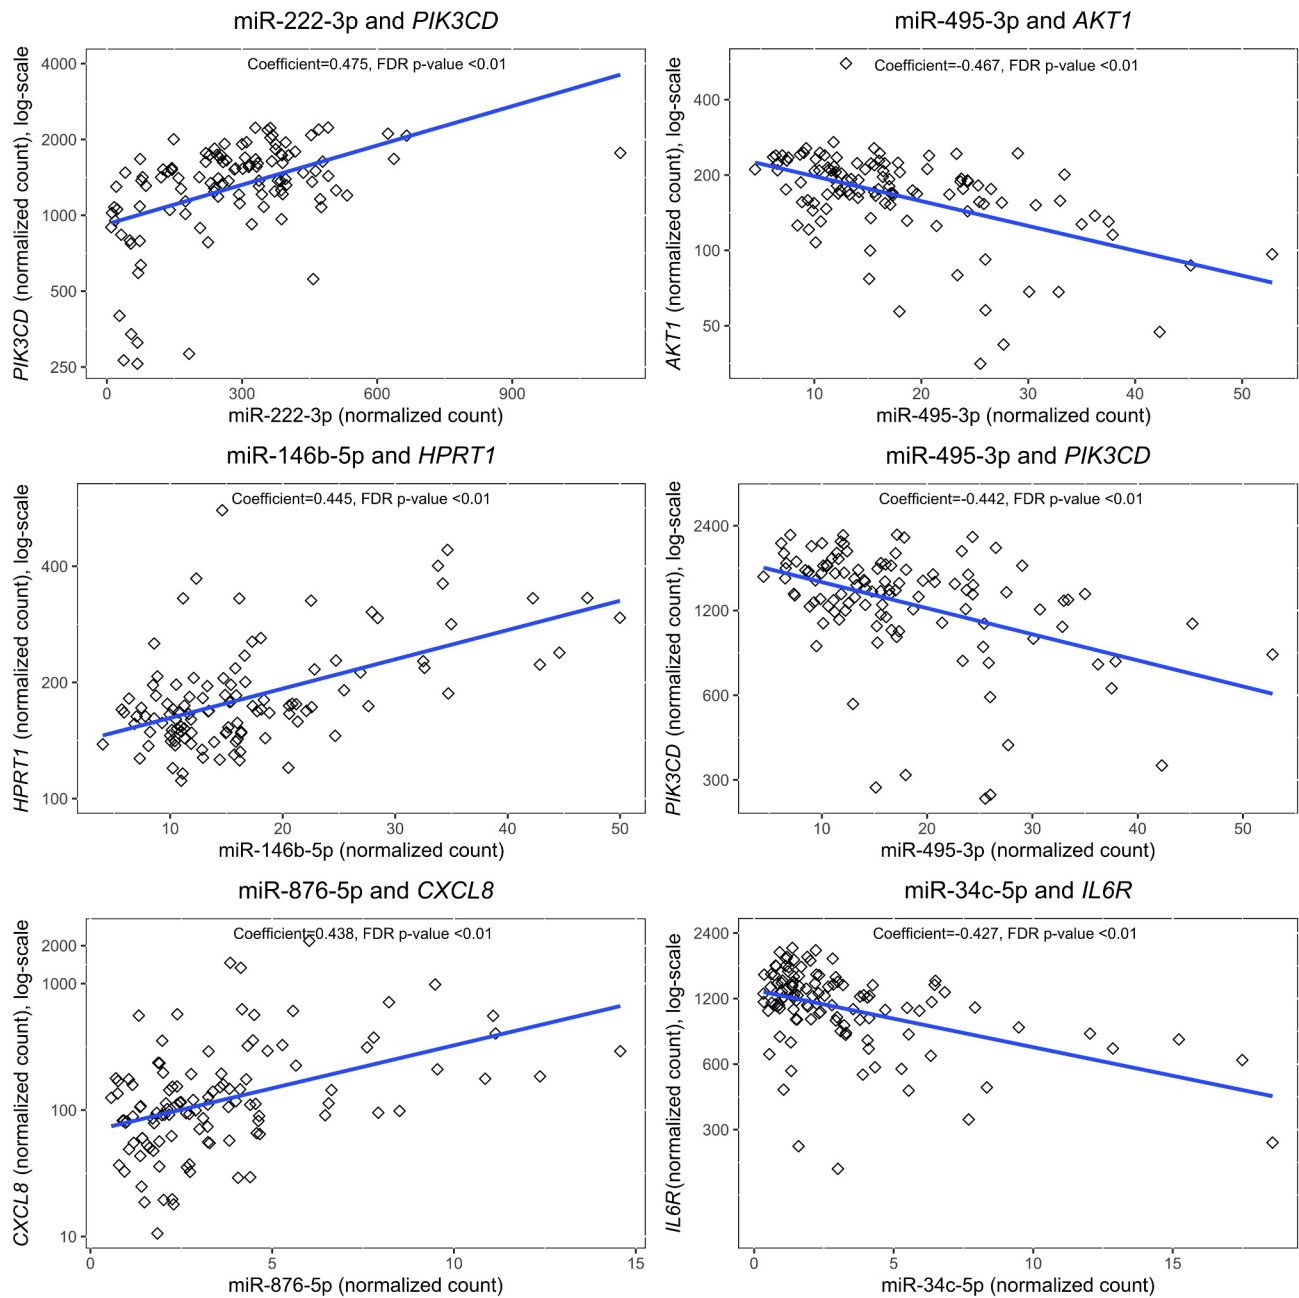 miR-222-3p and PIK3CD
Coefficient=0.475, FDR p-value <0.01
PIK3CD (normalized count), log-scale
4000
2000
1000
500
250
0 300 600 900
miR-222-3p (normalized count)
miR-495-3p and AKT1
Coefficient=-0.467, FDR p-value <0.01
AKT1 (normalized count), log-scale
400
200
100
50
10 20 30 40 50
miR-495-3p (normalized count)
miR-146b-5p and HPRT1
Coefficient=0.445, FDR p-value <0.01
HPRT1 (normalized count), log-scale
400
200
100
10 20 30 40 50
miR-146b-5p (normalized count)
miR-495-3p and PIK3CD
Coefficient=-0.442, FDR p-value <0.01
PIK3CD (normalized count), log-scale
2400
1200
600
300
10 20 30 40 50
miR-495-3p (normalized count)
miR-876-5p and CXCL8
Coefficient=0.438, FDR p-value <0.01
CXCL8 (normalized count), log-scale
2000
1000
100
10
0 5 10 15
miR-876-5p (normalized count)
miR-34c-5p and IL6R
Coefficient=-0.427, FDR p-value <0.01
IL6R(normalized count), log-scale
2400
1200
600
300
0 5 10 15
miR-34c-5p (normalized count)